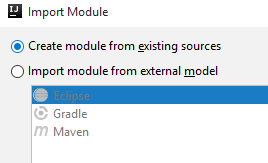 Import Module
Create module from existing sources
Import module from external model
Eclipse
Gradle
Maven